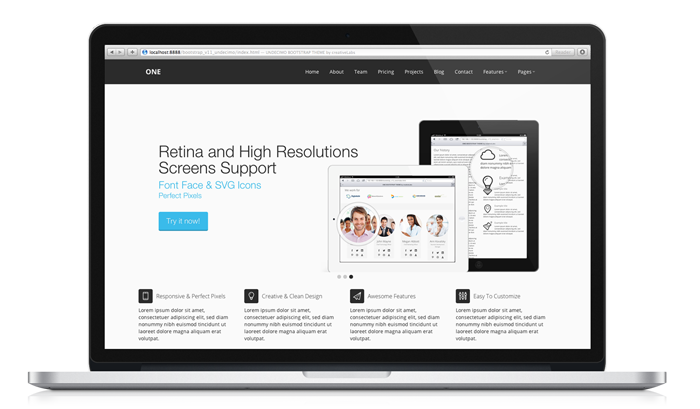 localhost:8888
Reader
ONE
Home About Team Pricing Projects Blog Contact Features Pages
Retina and High Resolutions
Screens Support
Font Face & SVG Icons
Perfect Pixels
Try it now!
Responsive & Perfect Pixels
Lorem ipsum dolor sit amet,
consectetuer adipiscing elit, sed diam
nonummy nibh euismod tincidunt ut
laoreet dolore magna aliquam erat
volutpat.
Creative & Clean Design
Lorem ipsum dolor sit amet,
consectetuer adipiscing elit, sed diam
nonummy nibh euismod tincidunt ut
laoreet dolore magna aliquam erat
volutpat.
Awesome Features
Lorem ipsum dolor sit amet,
consectetuer adipiscing elit, sed diam
nonummy nibh euismod tincidunt ut
laoreet dolore magna aliquam erat
volutpat.
Easy To Customize
Lorem ipsum dolor sit amet,
consectetuer adipiscing elit, sed diam
nonummy nibh euismod tincidunt ut
laoreet dolore magna aliquam erat
volutpat.